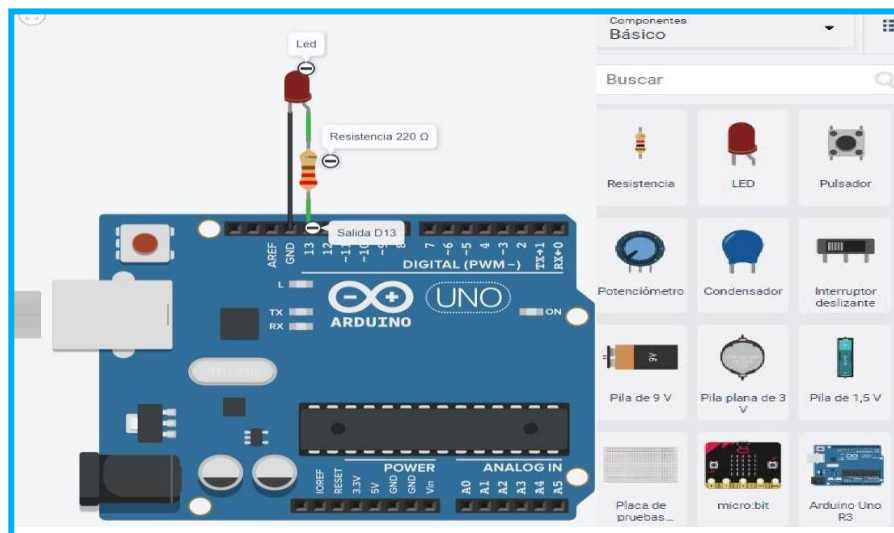 Led
Resistencia 220 Ω
Salida D13
AREF
GND
13
12
~11
~10
~9
8
7
~6
~5
4
~3
2
TX→1
RX←0
DIGITAL (PWM~)
L
TX
RX
ARDUINO
UNO
ON
POWER
ANALOG IN
IOREF
RESET
3.3V
5V
GND
GND
Vin
A0
A1
A2
A3
A4
A5
Componentes
Básico
Buscar
Resistencia
LED
Pulsador
Potenciómetro
Condensador
Interruptor
deslizante
9V
Pila de 9 V
Pila plana de 3
V
Pila de 1,5 V
Placa de
pruebas...
micro:bit
Arduino Uno
R3